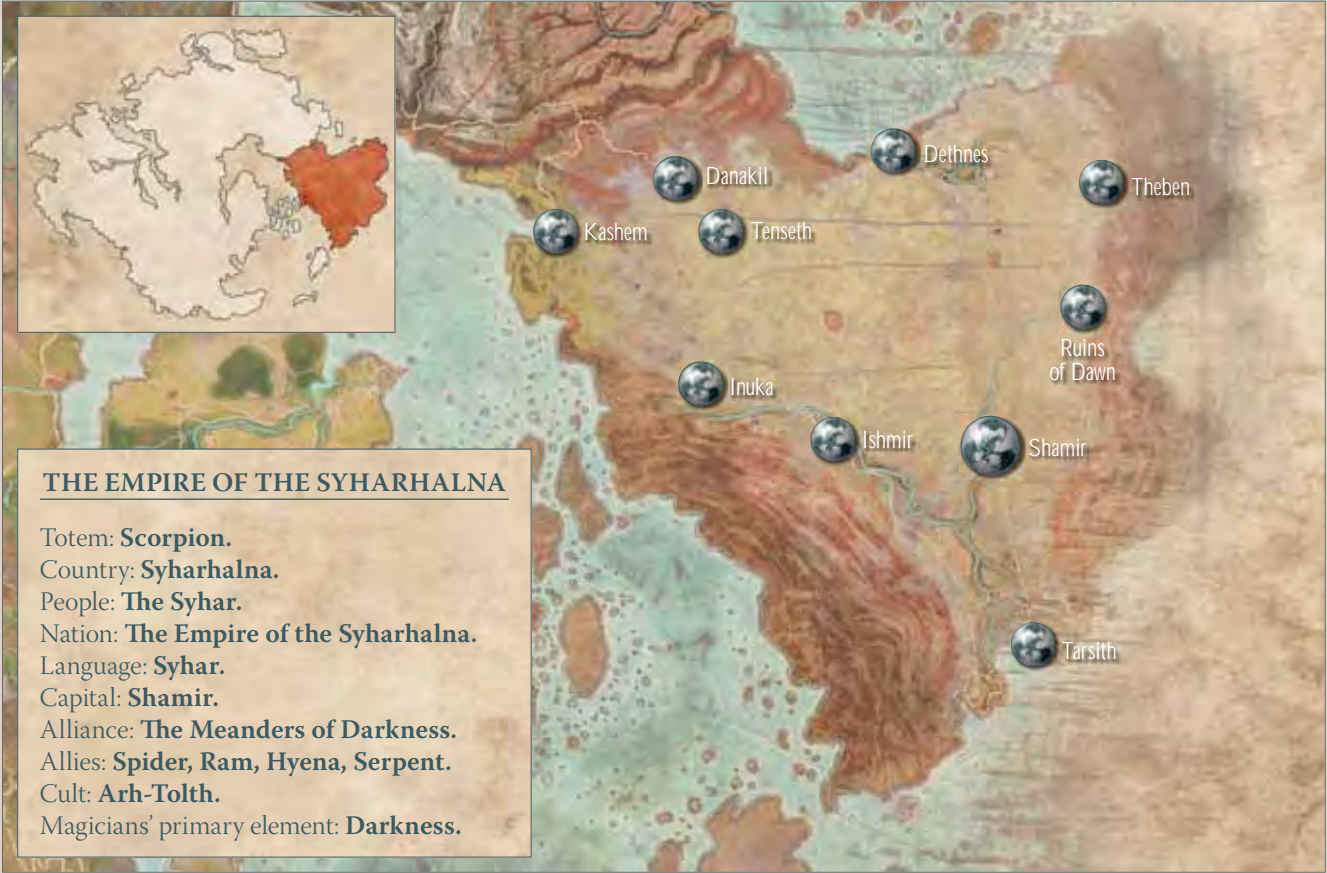 Dethnes
Danakil
Theben
Kashem
Tenseth
Ruins
of Dawn
Inuka
Ishmir
Shamir
Tarsith
THE EMPIRE OF THE SYHARHALNA
Totem: Scorpion.
Country: Syharhalna.
People: The Syhar.
Nation: The Empire of the Syharhalna.
Language: Syhar.
Capital: Shamir.
Alliance: The Meanders of Darkness.
Allies: Spider, Ram, Hyena, Serpent.
Cult: Arh-Tolth.
Magicians’ primary element: Darkness.